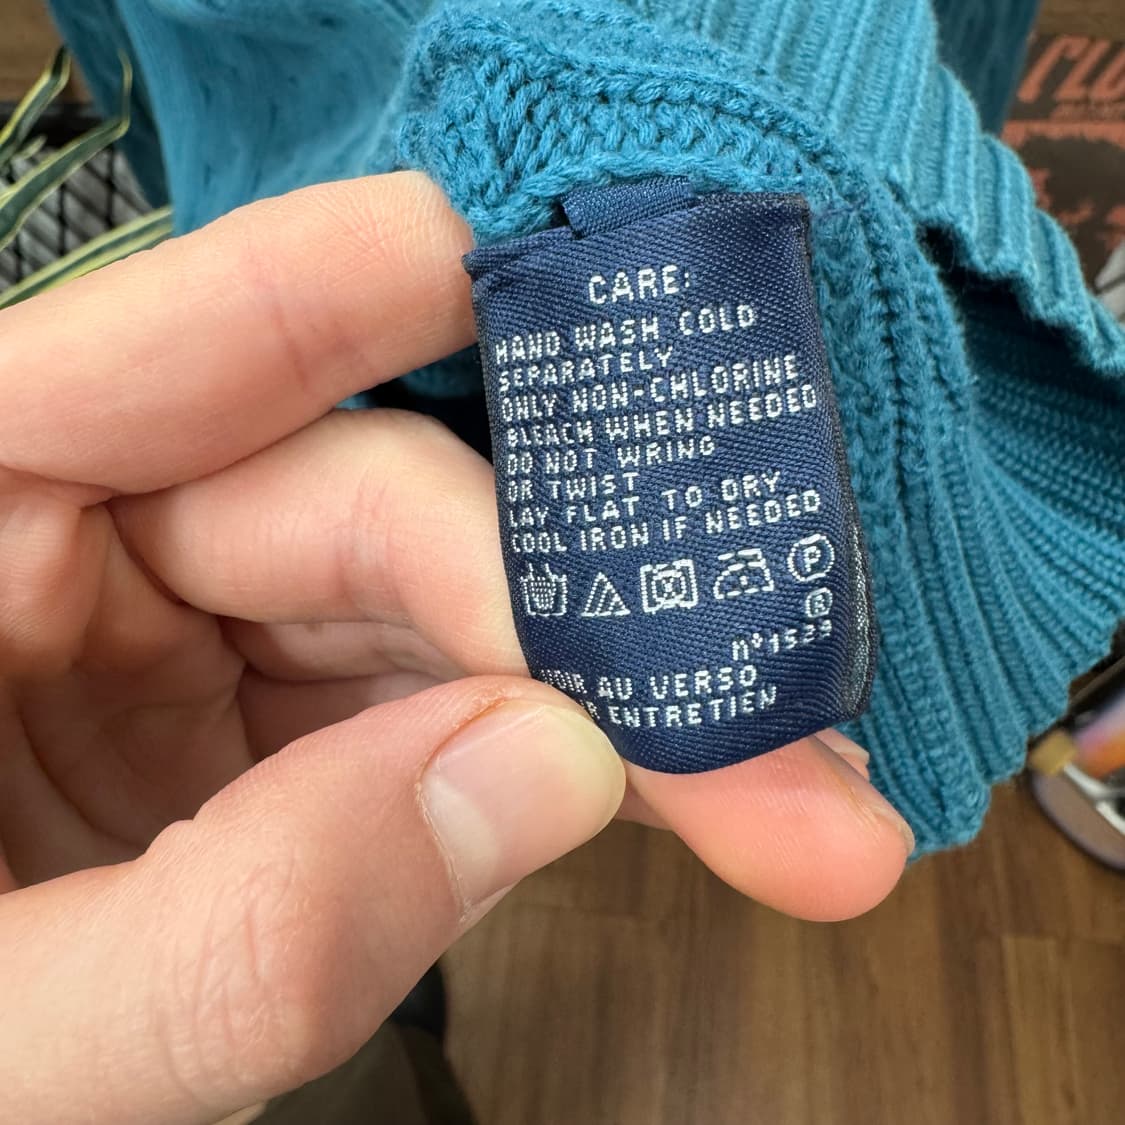 CARE:
HAND WASH COLD
SEPARATELY
ONLY NON-CHLORINE
BLEACH WHEN NEEDED
DO NOT WRING
OR TWIST
LAY FLAT TO DRY
COOL IRON IF NEEDED
P
®
AU VERSO
ENTRETIEN